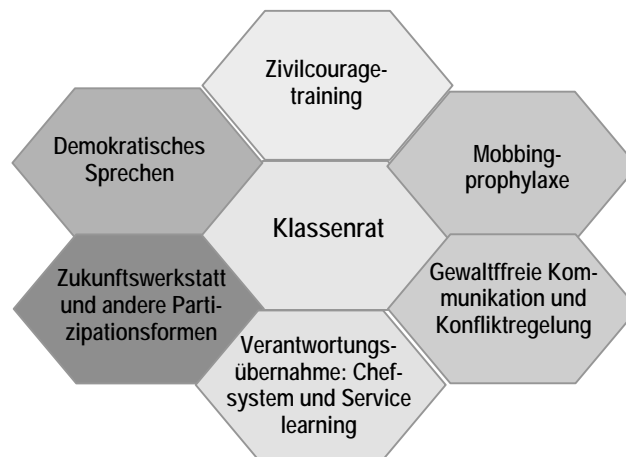 Zivilcourage-
training
Demokratisches
Sprechen
Mobbing-
prophylaxe
Klassenrat
Zukunftswerkstatt
und andere Parti-
zipationsformen
Gewaltffreie Kom-
munikation und
Konfliktregelung
Verantwortungs-
übernahme: Chef-
system und Service
learning